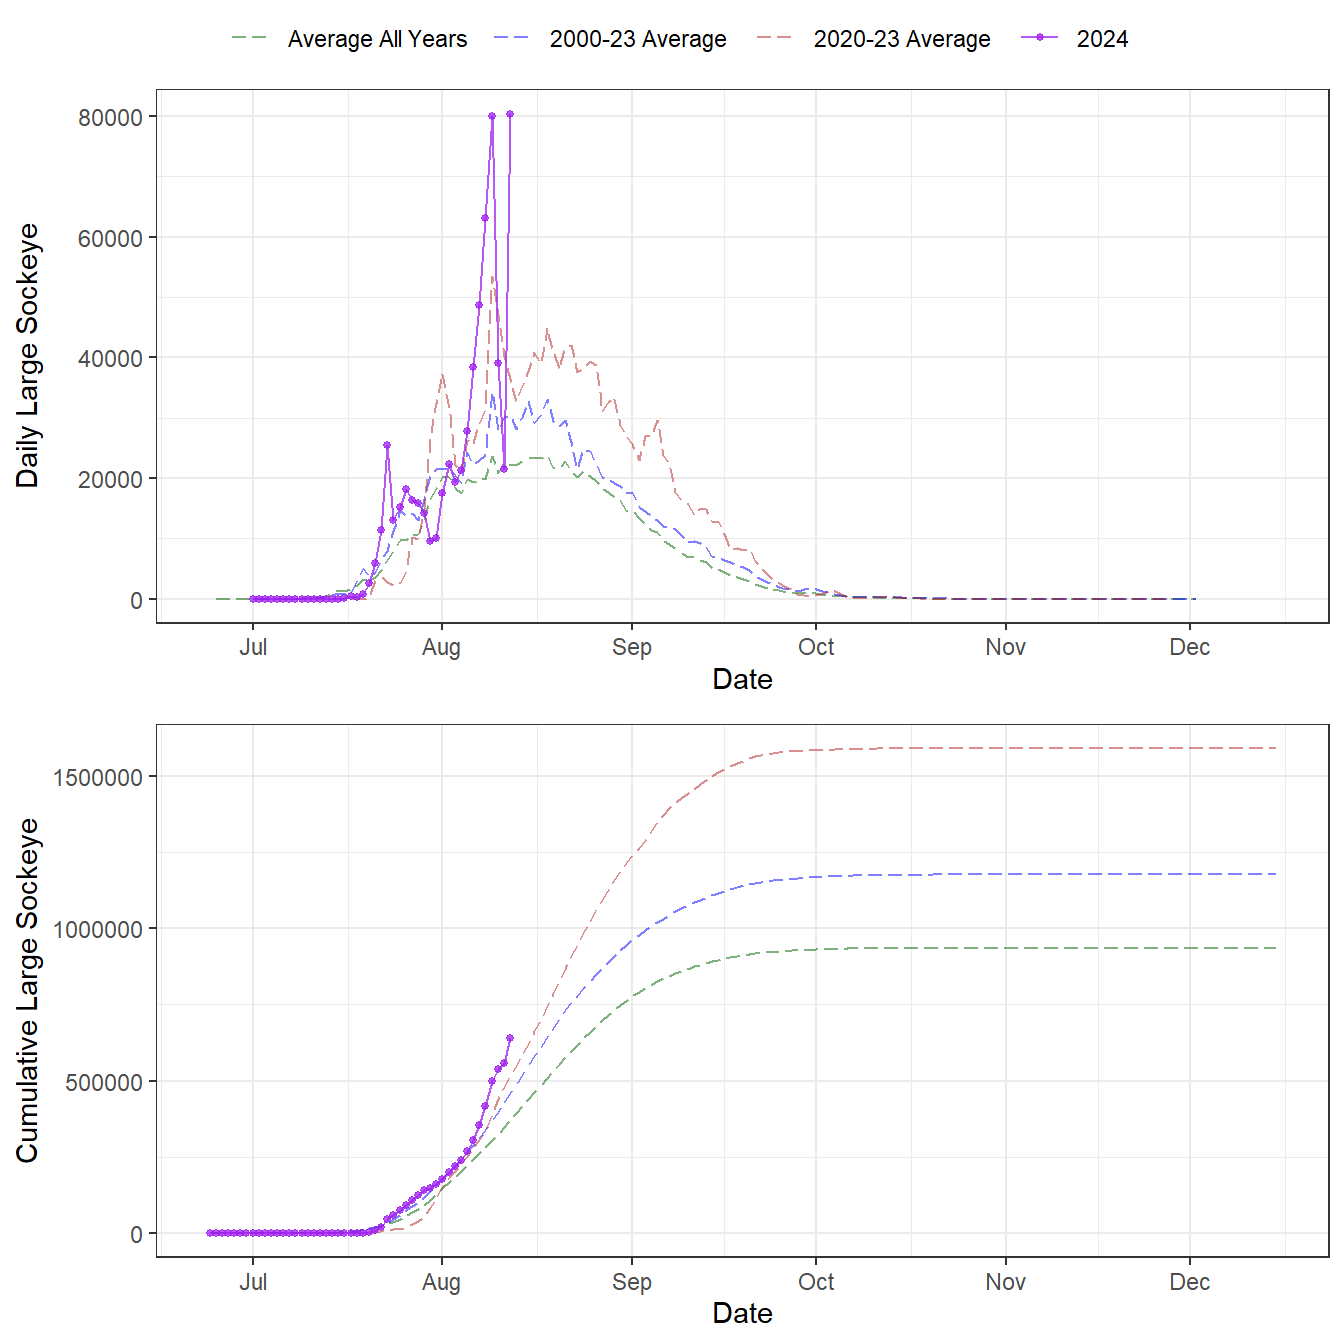 Average All Years 2000-23 Average 2020-23 Average 2024
80000
60000
40000
20000
0
Daily Large Sockeye
Jul Aug Sep Oct Nov Dec
Date
1500000
1000000
500000
0
Cumulative Large Sockeye
Jul Aug Sep Oct Nov Dec
Date